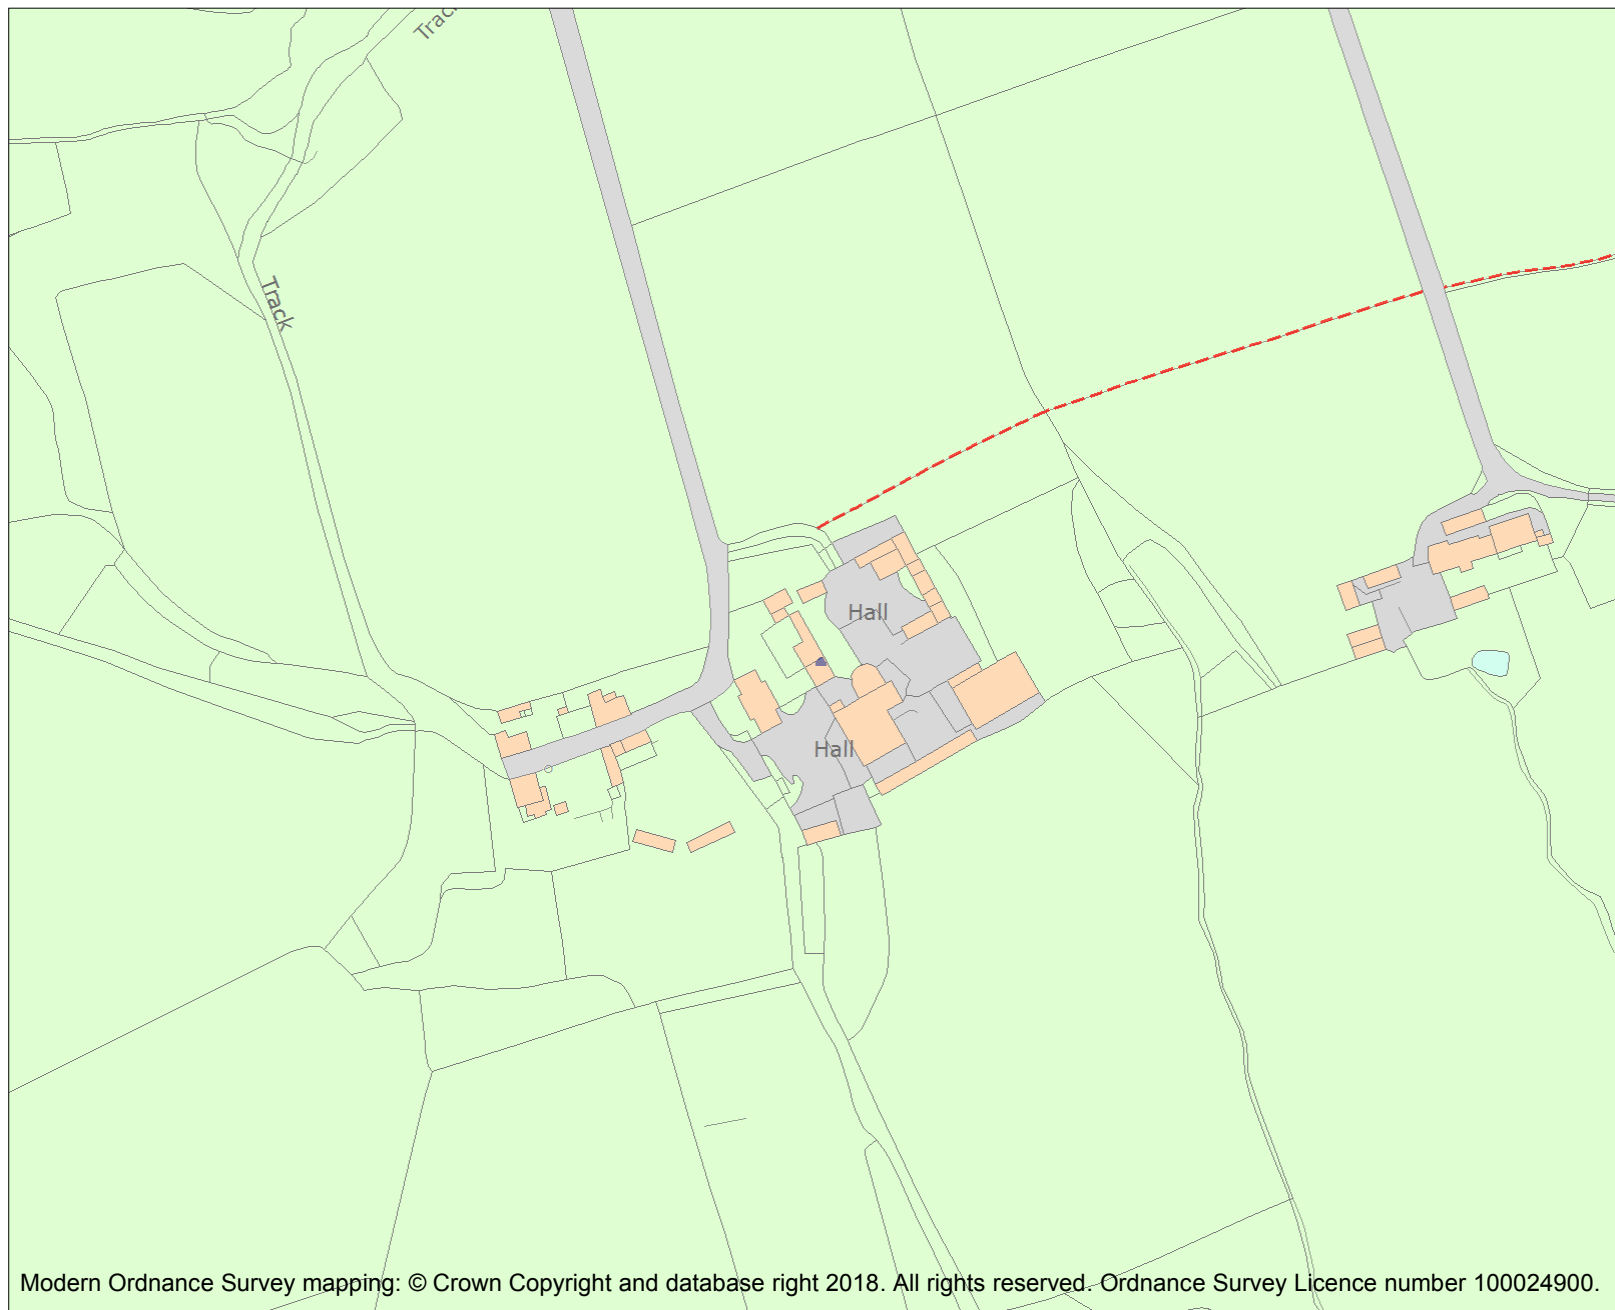 Track
Track
Hall
Hall
Modern Ordnance Survey mapping: © Crown Copyright and database right 2018. All rights reserved. Ordnance Survey Licence number 100024900.